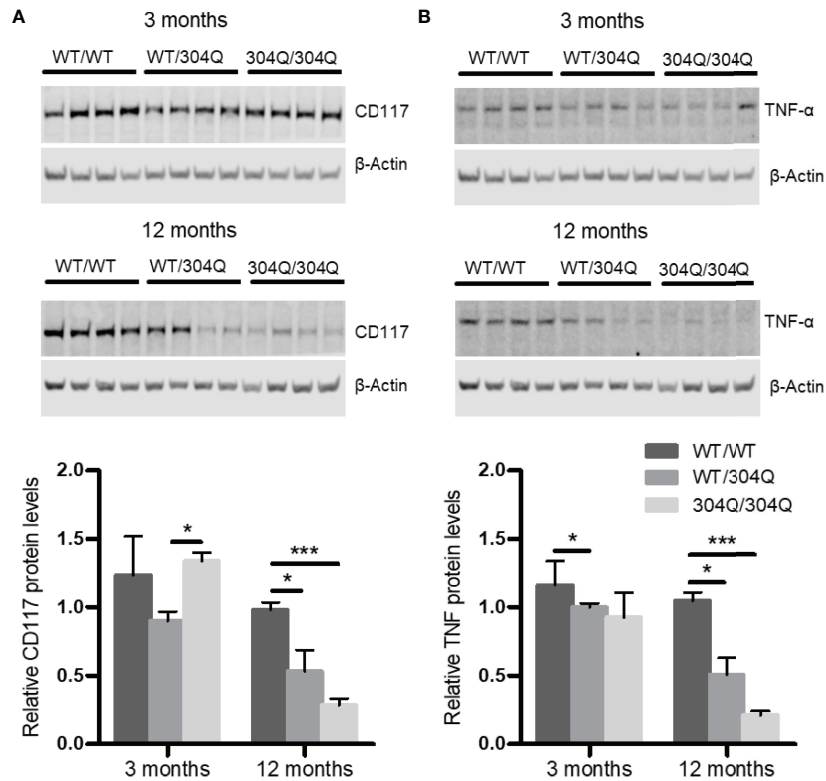 A
3 months
WT/WT WT/304Q 304Q/304Q
CD117
β-Actin
12 months
WT/WT WT/304Q 304Q/304Q
CD117
β-Actin
Relative CD117 protein levels
2.0
1.5
1.0
0.5
0.0
*
***
*
3 months 12 months
B
3 months
WT/WT WT/304Q 304Q/304Q
TNF-α
β-Actin
12 months
WT/WT WT/304Q 304Q/304Q
TNF-α
β-Actin
WT/WT
WT/304Q
304Q/304Q
Relative TNF protein levels
2.0
1.5
1.0
0.5
0.0
*
***
*
3 months 12 months